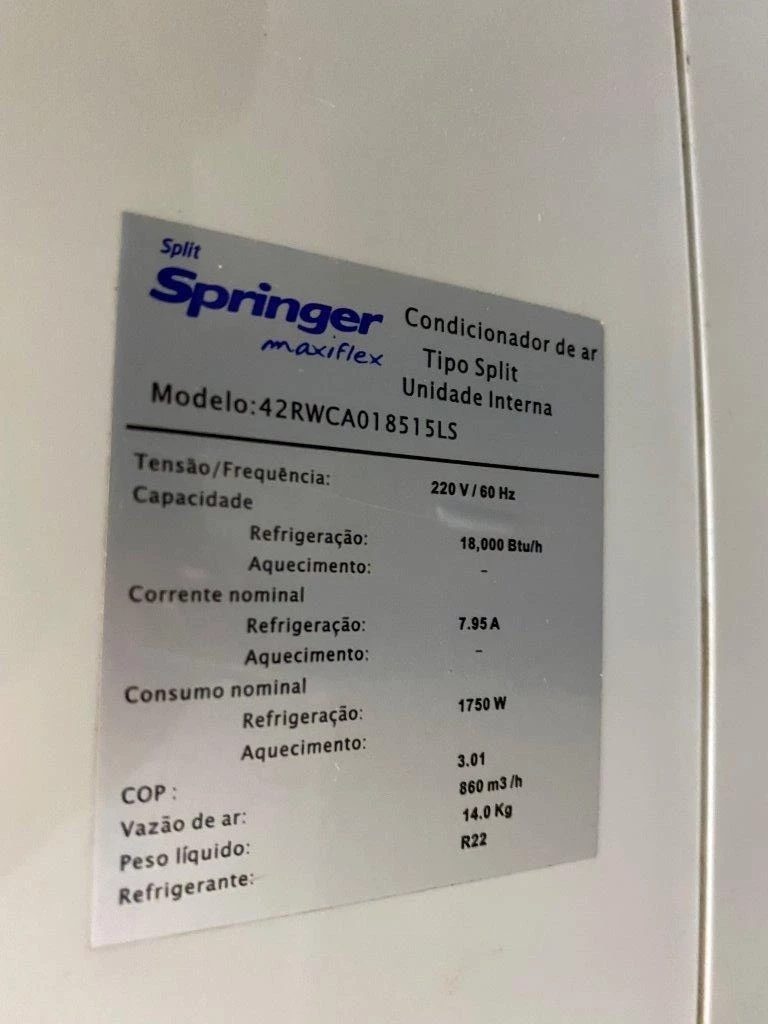 Split
Springer
maxiflex
Condicionador de ar
Tipo Split
Unidade Interna
Modelo:42RWCA018515LS
Tensão/Frequência: 220 V / 60 Hz
Capacidade
Refrigeração: 18,000 Btu/h
Aquecimento: –
Corrente nominal
Refrigeração: 7.95 A
Aquecimento: –
Consumo nominal
Refrigeração: 1750 W
Aquecimento:
COP : 3.01
Vazão de ar: 860 m3 /h
Peso líquido: 14.0 Kg
Refrigerante: R22